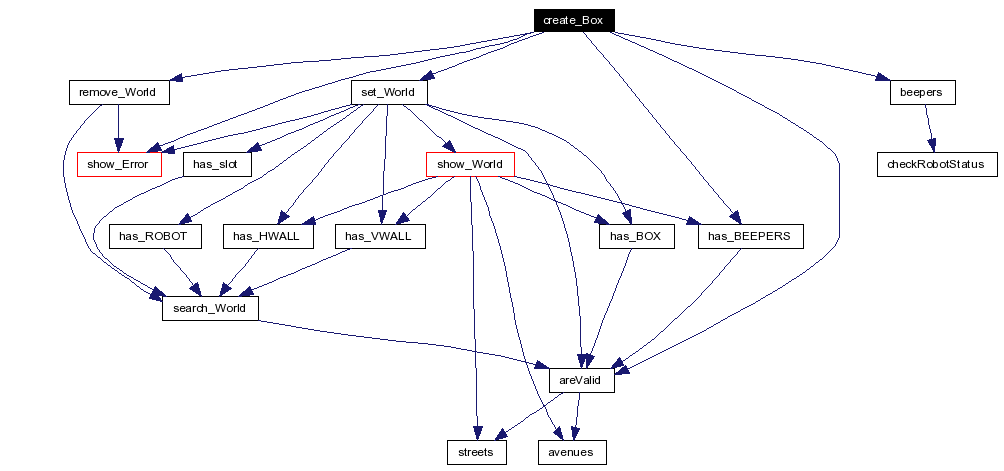 create_Box
remove_World
set_World
beepers
show_Error
has_slot
show_World
checkRobotStatus
has_ROBOT
has_HWALL
has_VWALL
has_BOX
has_BEEPERS
search_World
areValid
streets
avenues